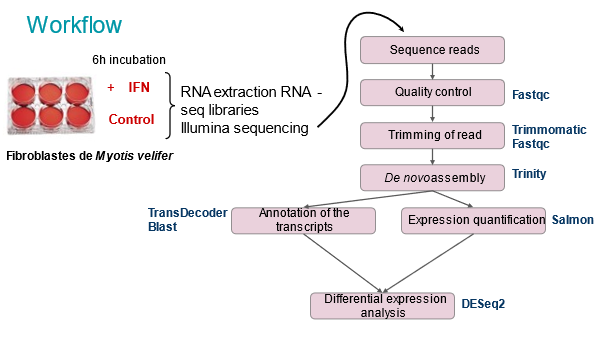 Workflow
6h incubation
+ IFN
Control
Fibroblastes de Myotis velifer
RNA extraction RNA -
seq libraries
Illumina sequencing
Sequence reads
Quality control
Fastqc
Trimming of read
Trimmomatic
Fastqc
De novoassembly
Trinity
TransDecoder
Blast
Annotation of the
transcripts
Expression quantification
Salmon
Differential expression
analysis
DESeq2